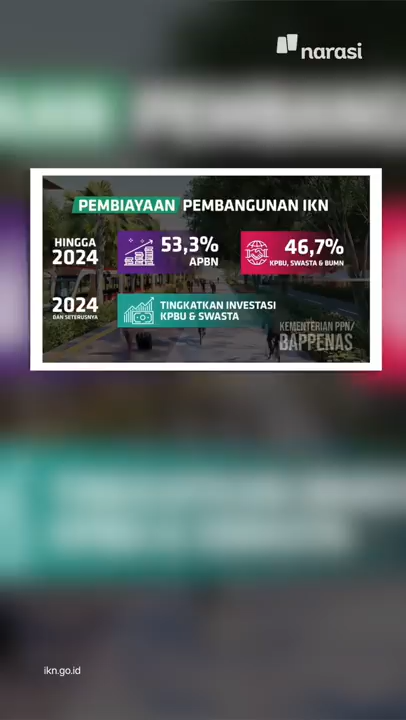 narasi
PEMBIAYAAN PEMBANGUNAN IKN
HINGGA
2024
53,3%
APBN
46,7%
KPBU, SWASTA & BUMN
2024
DAN SETERUSNYA
TINGKATKAN INVESTASI
KPBU & SWASTA
KEMENTERIAN PPN/
BAPPENAS
ikn.go.id